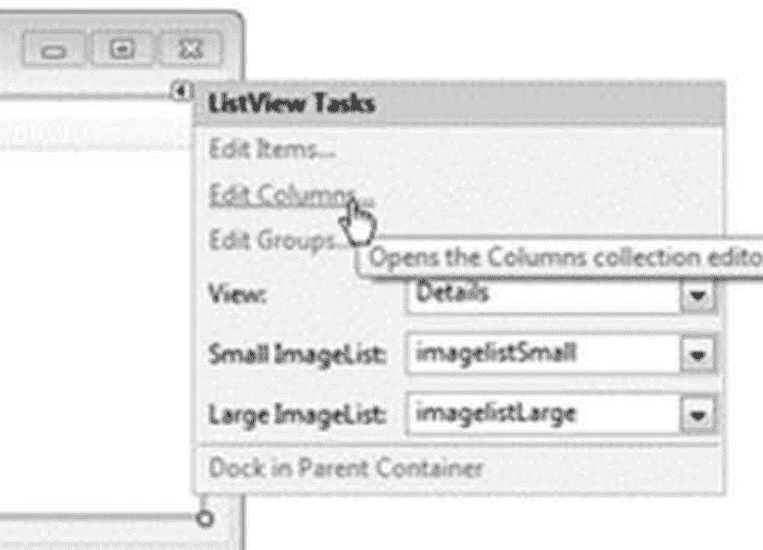 ListView Tasks
Edit Items...
Edit Columns...
Edit Groups...
Opens the Columns collection edito
View: Details
Small ImageList: imagelistSmall
Large ImageList: imagelistLarge
Dock in Parent Container